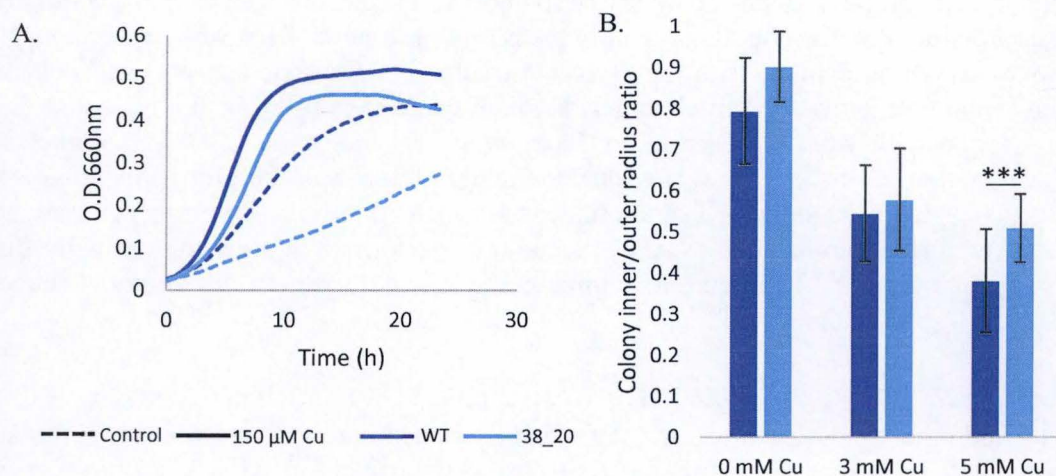 A.
0.6
0.5
0.4
0.3
0.2
0.1
0
O.D.660nm
0 10 20 30
Time (h)
Control 150 µM Cu WT 38_20
B.
1
0.9
0.8
0.7
0.6
0.5
0.4
0.3
0.2
0.1
0
Colony inner/outer radius ratio
***
0 mM Cu 3 mM Cu 5 mM Cu